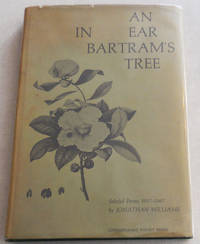 AN
IN EAR
BARTRAM'S
TREE
Selected Poems 1957-1967
by JONATHAN WILLIAMS